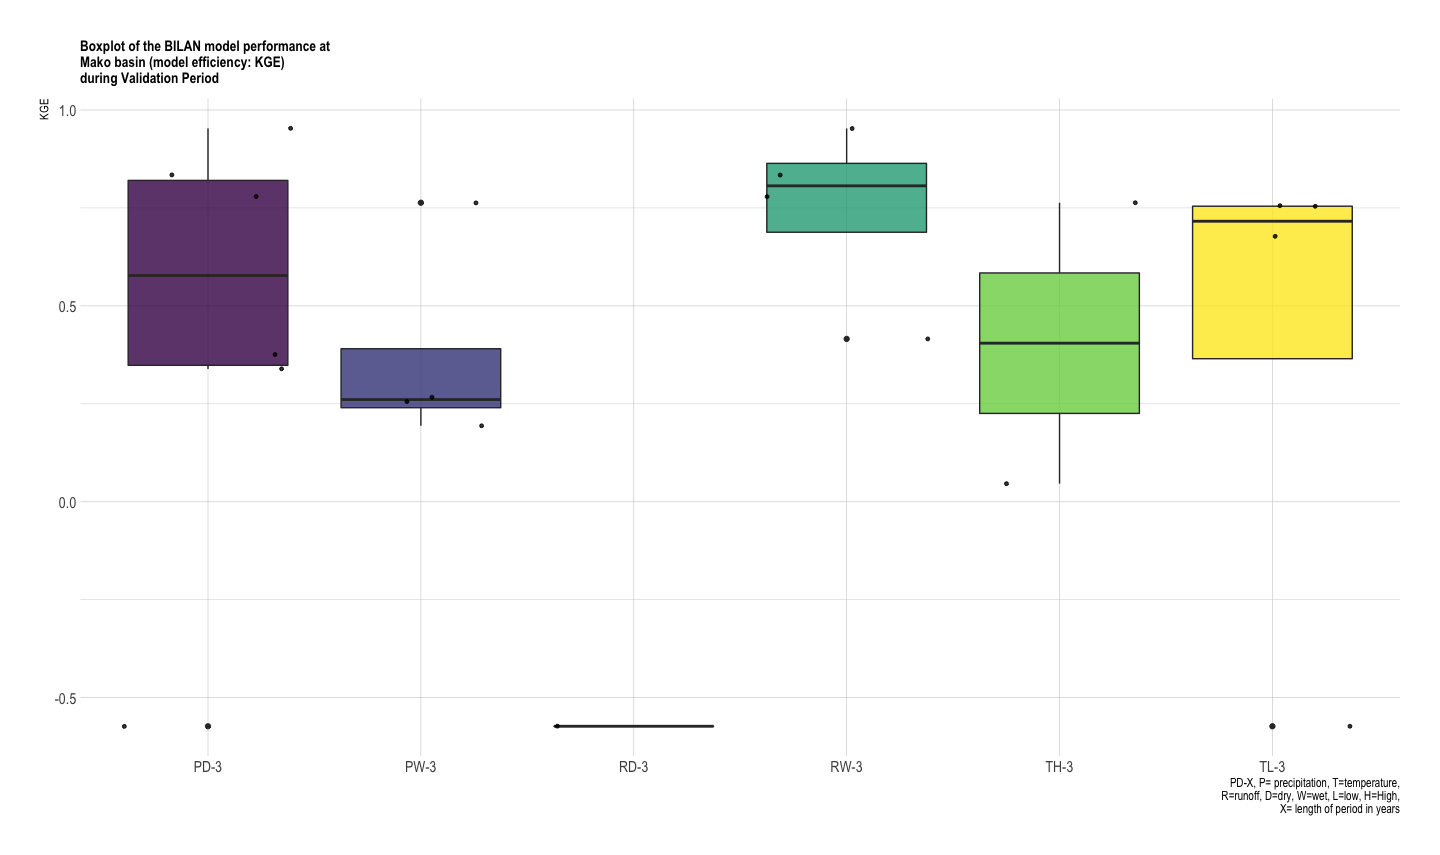 Boxplot of the BILAN model performance at
Mako basin (model efficiency: KGE)
during Validation Period
KGE
1.0
0.5
0.0
-0.5
PD-3 PW-3 RD-3 RW-3 TH-3 TL-3
PD-X, P= precipitation, T=temperature,
R=runoff, D=dry, W=wet, L=low, H=High,
X= length of period in years